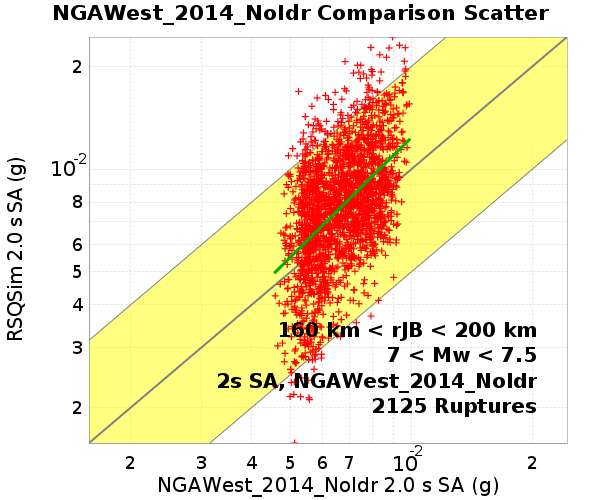 NGAWest_2014_NoIdr Comparison Scatter
RSQSim 2.0 s SA (g)
2
10-2
8
7
6
5
4
3
2
160 km < rJB < 200 km
7 < Mw < 7.5
2s SA, NGAWest_2014_NoIdr
2125 Ruptures
2 3 4 5 6 7 10-2 2
NGAWest_2014_NoIdr 2.0 s SA (g)